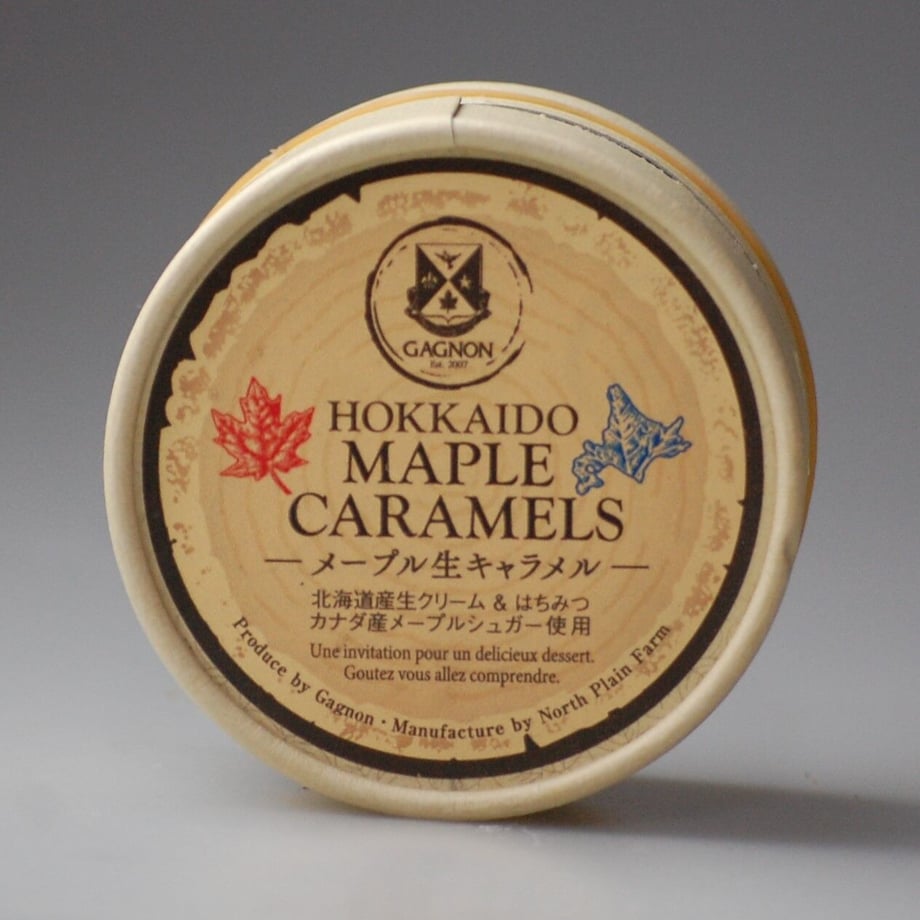 GAGNON
Est. 2007
HOKKAIDO
MAPLE
CARAMELS
メープル生キャラメル
北海道産生クリーム & はちみつ
カナダ産メープルシュガー使用
Une invitation pour un delicieux dessert.
Goutez vous allez comprendre.
Produce by Gagnon・Manufacture by North Plain Farm